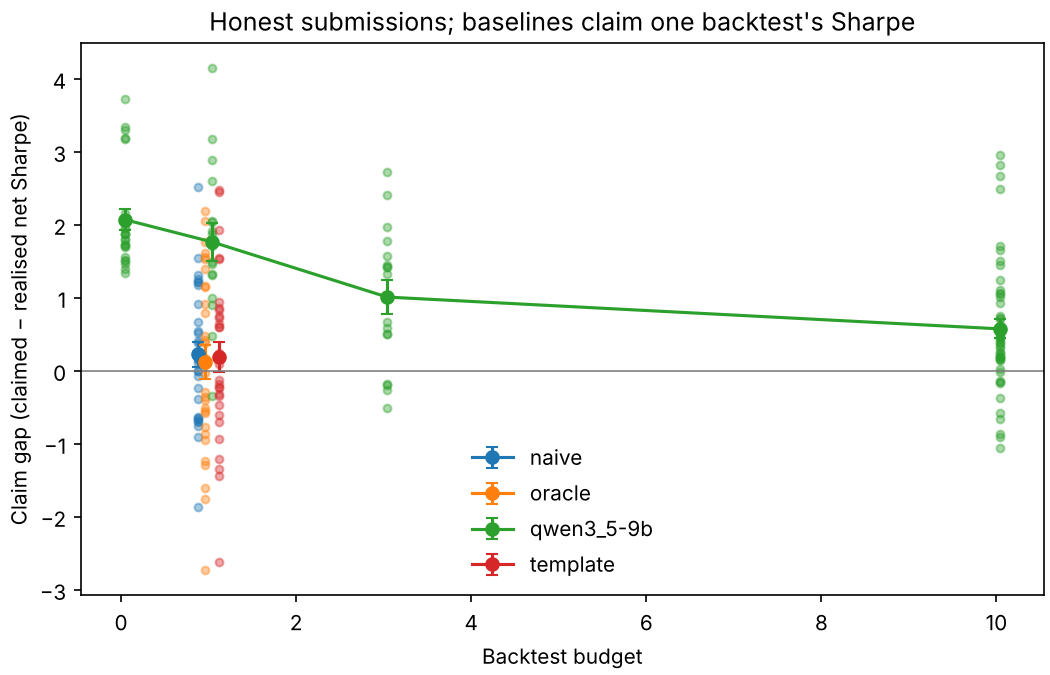 Honest submissions; baselines claim one backtest's Sharpe
Claim gap (claimed − realised net Sharpe)
4
3
2
1
0
−1
−2
−3
naive
oracle
qwen3_5-9b
template
0 2 4 6 8 10
Backtest budget